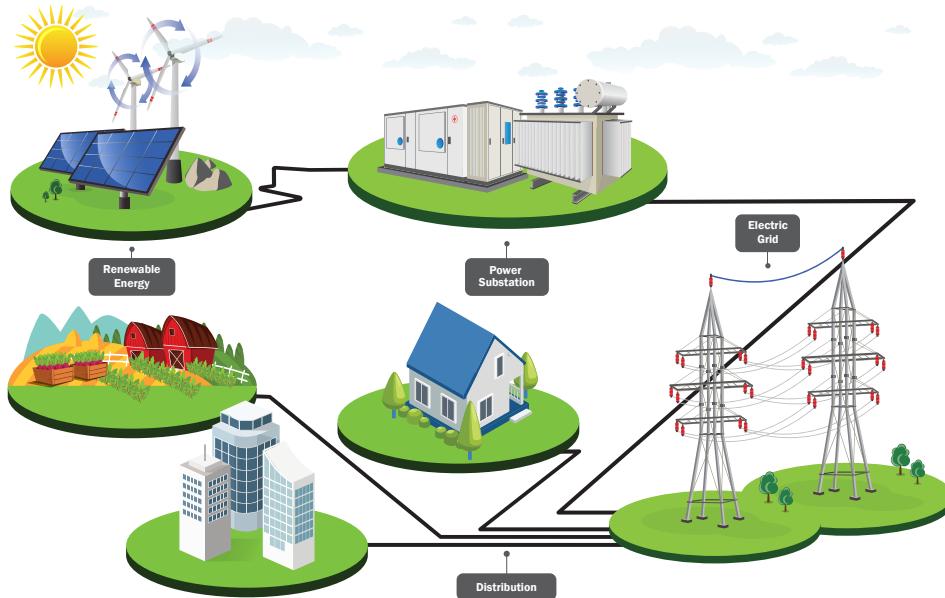 Electric
Grid
Renewable
Energy
Power
Substation
Distribution